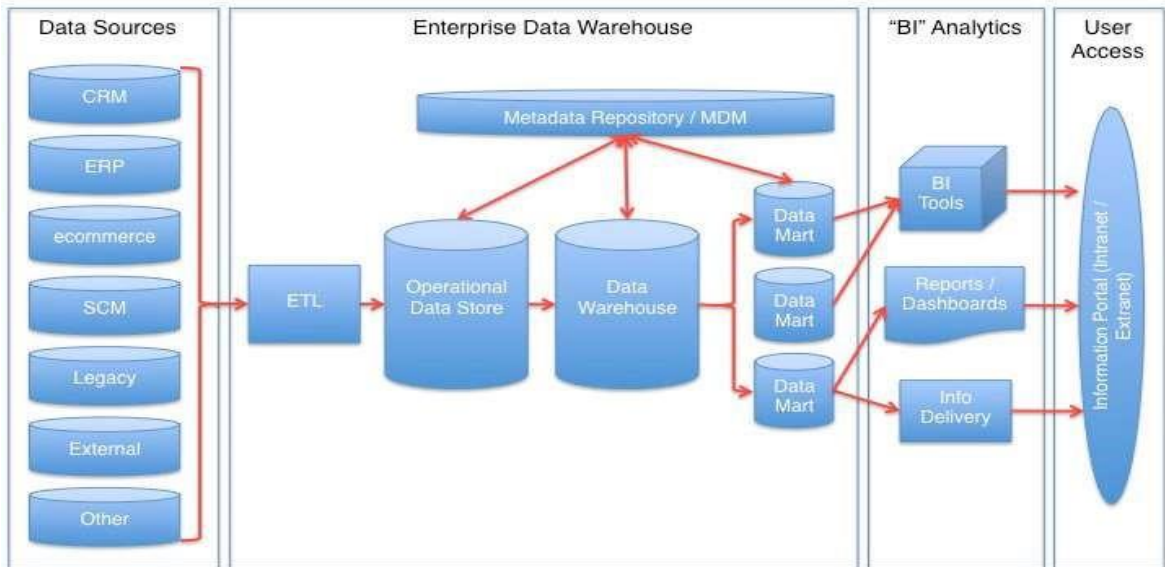 Data Sources
CRM
ERP
ecommerce
SCM
Legacy
External
Other
Enterprise Data Warehouse
Metadata Repository / MDM
ETL
Operational
Data Store
Data
Warehouse
Data
Mart
Data
Mart
Data
Mart
“BI” Analytics
BI
Tools
Reports /
Dashboards
Info
Delivery
User
Access
Information Portal (Intranet /
Extranet)